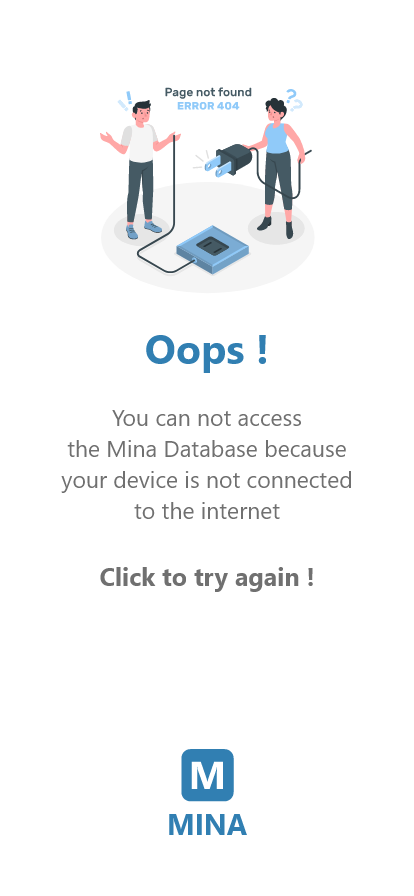 Page not found
ERROR 404
! !
? ?
Oops !
You can not access
the Mina Database because
your device is not connected
to the internet
Click to try again !
M
MINA